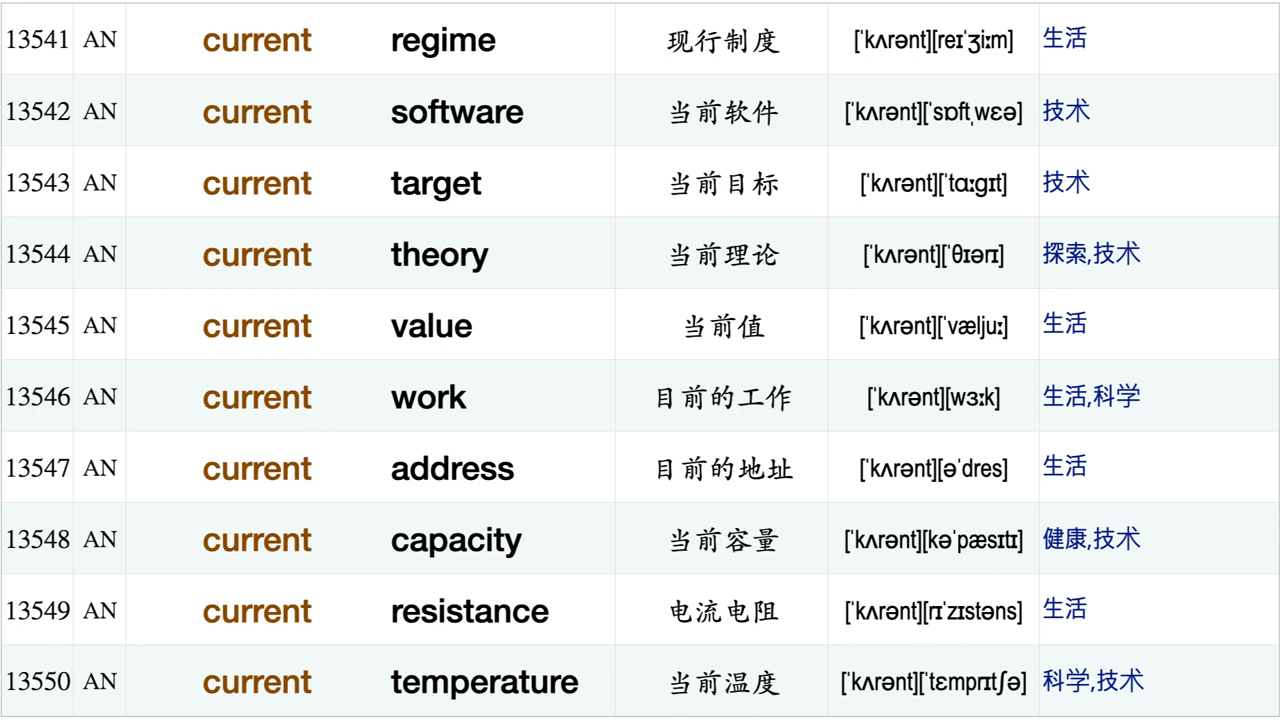 13541 AN current regime 现行制度 [ˈkʌrənt][reɪˈʒiːm] 生活
13542 AN current software 当前软件 [ˈkʌrənt][ˈsɒftˌwɛə] 技术
13543 AN current target 当前目标 [ˈkʌrənt][ˈtɑːgɪt] 技术
13544 AN current theory 当前理论 [ˈkʌrənt][ˈθɪərɪ] 探索,技术
13545 AN current value 当前值 [ˈkʌrənt][ˈvæljuː] 生活
13546 AN current work 目前的工作 [ˈkʌrənt][wɜːk] 生活,科学
13547 AN current address 目前的地址 [ˈkʌrənt][əˈdres] 生活
13548 AN current capacity 当前容量 [ˈkʌrənt][kəˈpæsɪtɪ] 健康,技术
13549 AN current resistance 电流电阻 [ˈkʌrənt][rɪˈzɪstəns] 生活
13550 AN current temperature 当前温度 [ˈkʌrənt][ˈtɛmprɪtʃə] 科学,技术